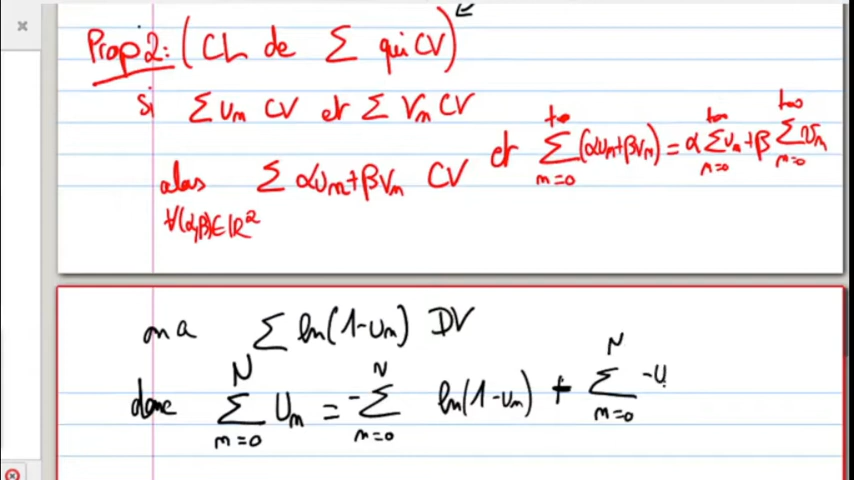 Prop 2: (CL de Σ qui CV)
si Σ un CV et Σ Vn CV
alors ∀(α,β)∈ℝ² Σ αun+βVn CV et Σ_{n=0}^{+∞} (αun+βVn) = α Σ_{n=0}^{+∞} un + β Σ_{n=0}^{+∞} Vn
on a Σ ln(1-un) DV
donc Σ_{n=0}^{N} Un = - Σ_{n=0}^{N} ln(1-un) + Σ_{n=0}^{N} -u